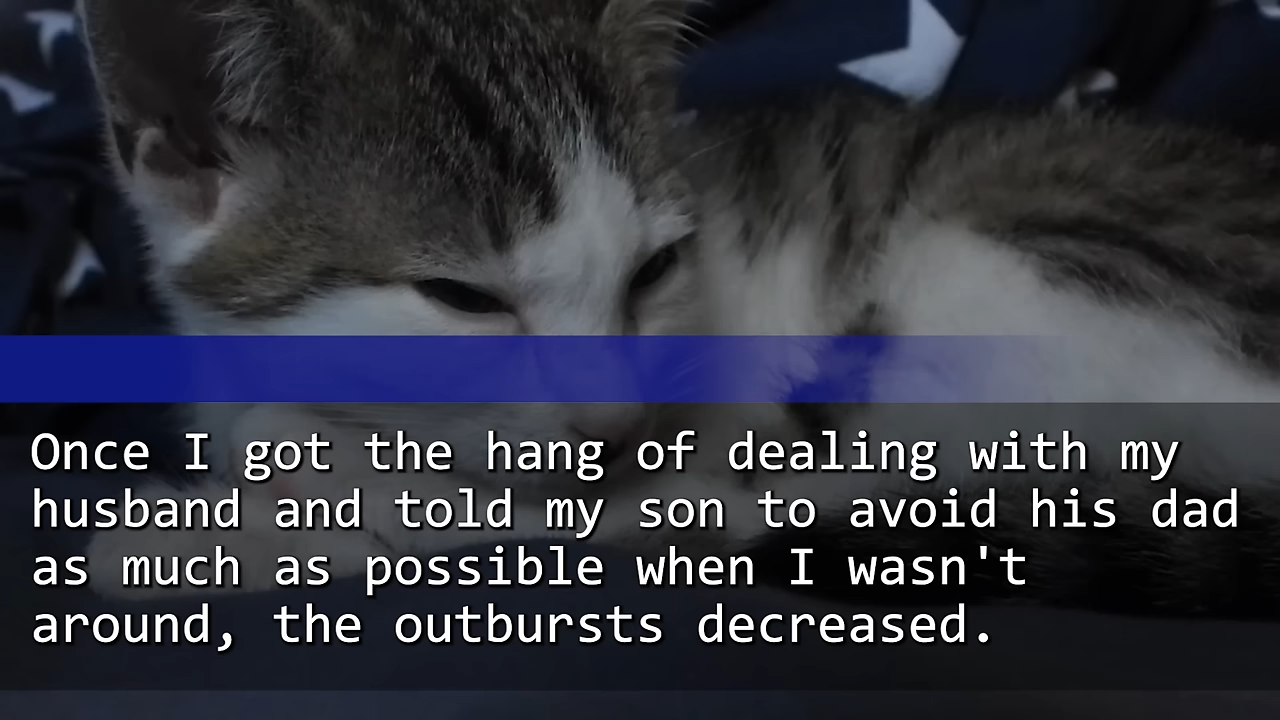 Once I got the hang of dealing with my
husband and told my son to avoid his dad
as much as possible when I wasn't
around, the outbursts decreased.